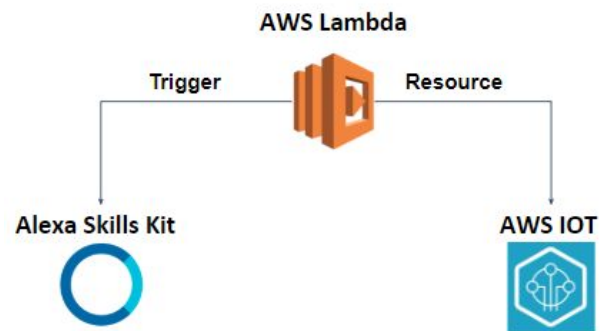 AWS Lambda
Trigger
Resource
Alexa Skills Kit
AWS IOT